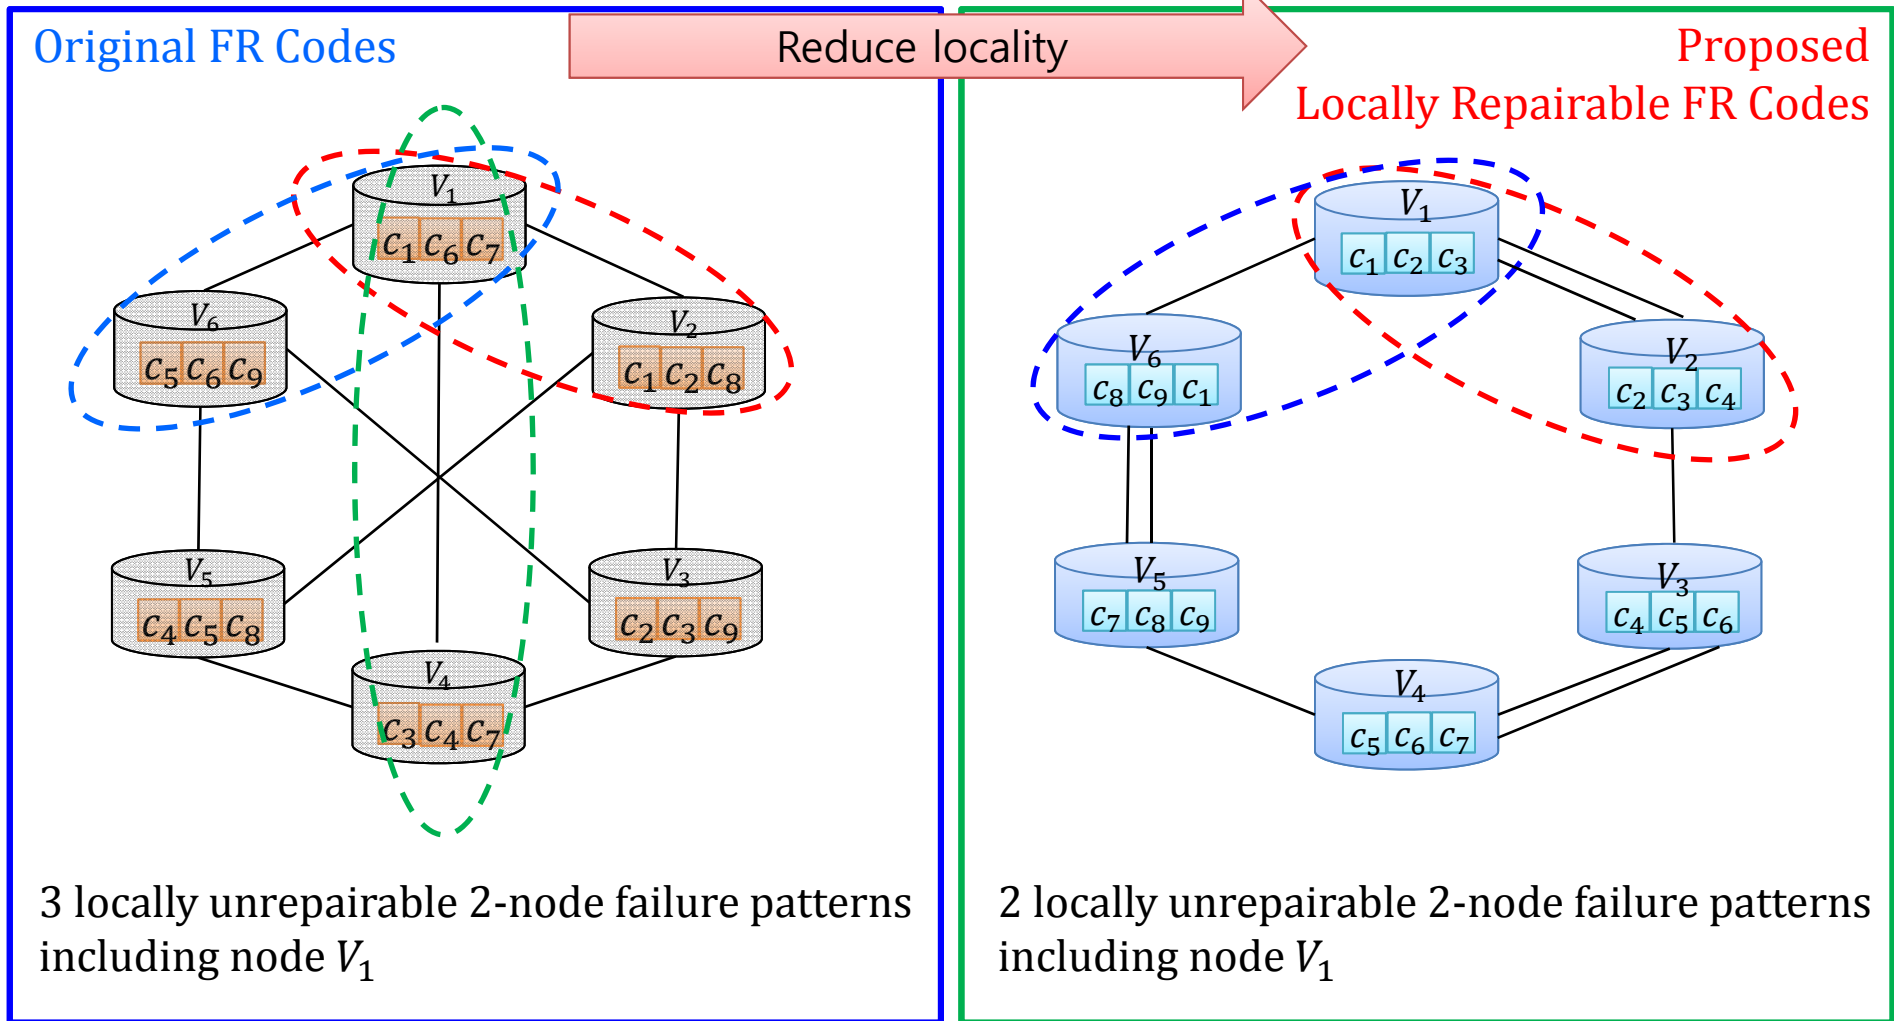 Original FR Codes
Reduce locality
Proposed
Locally Repairable FR Codes
V1
c1 c6 c7
V6
c5 c6 c9
V2
c1 c2 c8
V5
c4 c5 c8
V3
c2 c3 c9
V4
c3 c4 c7
3 locally unrepairable 2-node failure patterns
including node V1
V1
c1 c2 c3
V6
c8 c9 c1
V2
c2 c3 c4
V5
c7 c8 c9
V3
c4 c5 c6
V4
c5 c6 c7
2 locally unrepairable 2-node failure patterns
including node V1